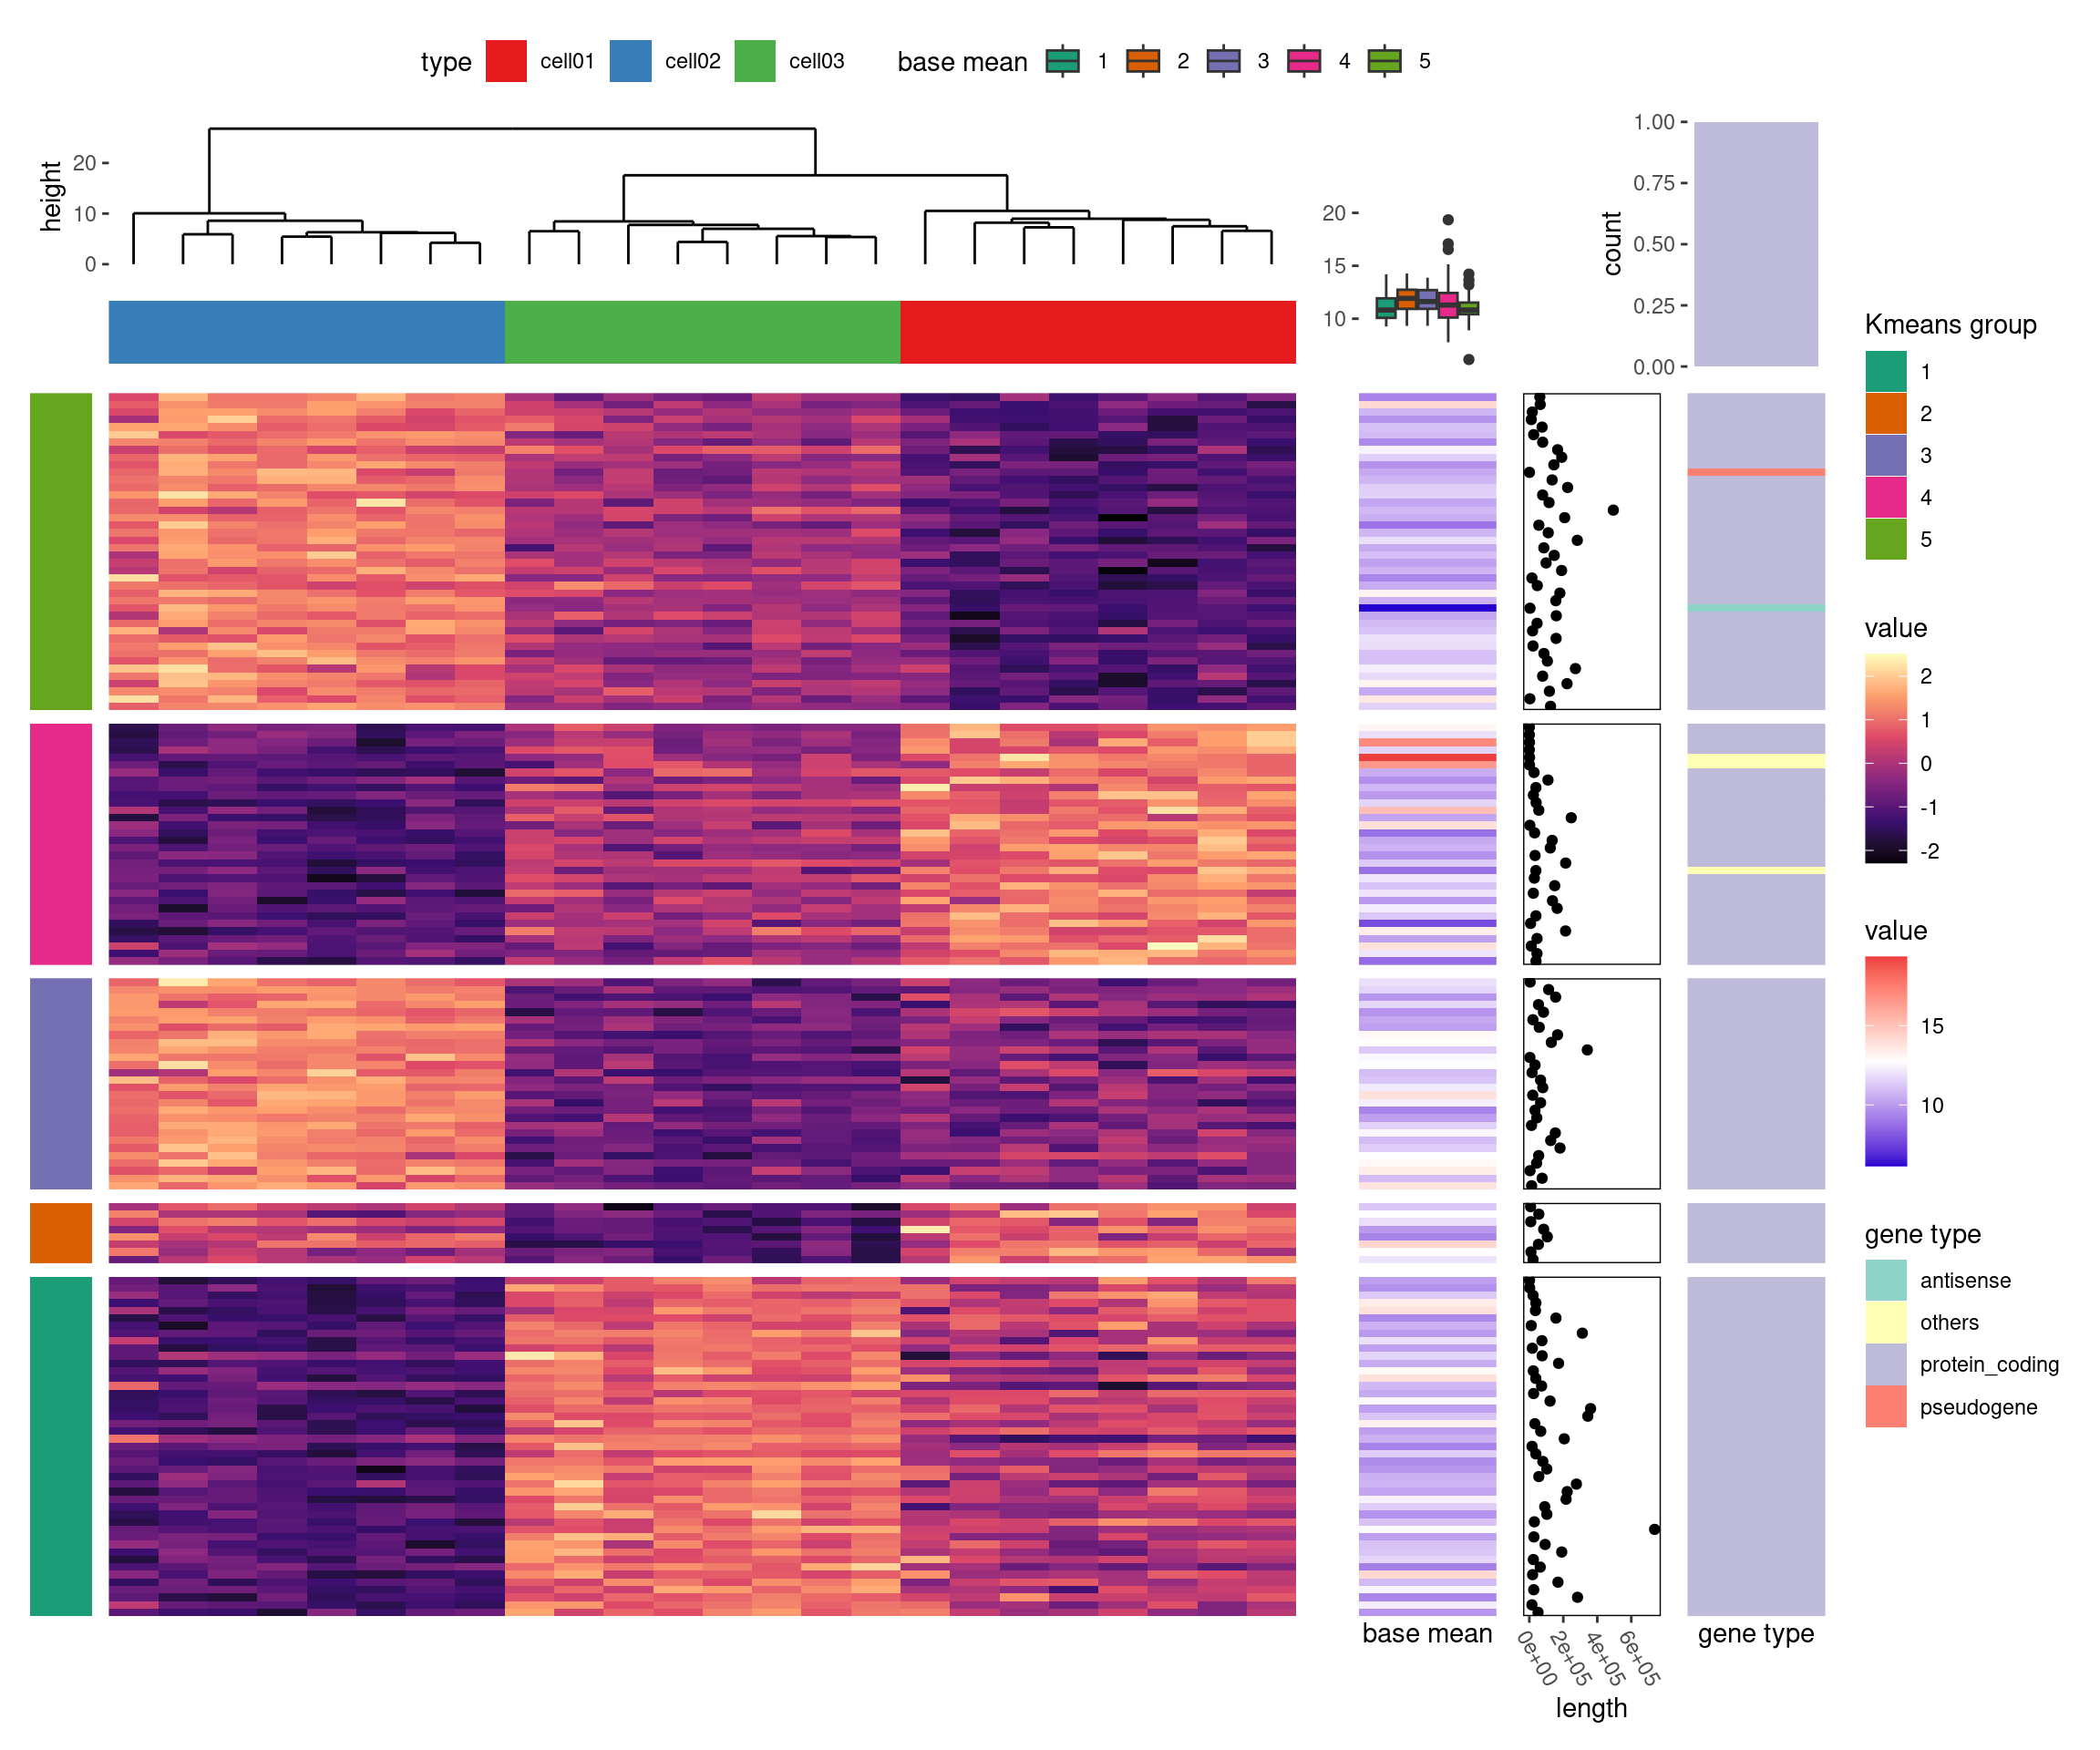 type cell01 cell02 cell03 base mean 1 2 3 4 5
height
20
10
0
20
15
10
count
1.00
0.75
0.50
0.25
0.00
Kmeans group
1
2
3
4
5
value
2
1
0
-1
-2
value
15
10
gene type
antisense
others
protein_coding
pseudogene
base mean
0e+00
2e+05
4e+05
6e+05
length
gene type